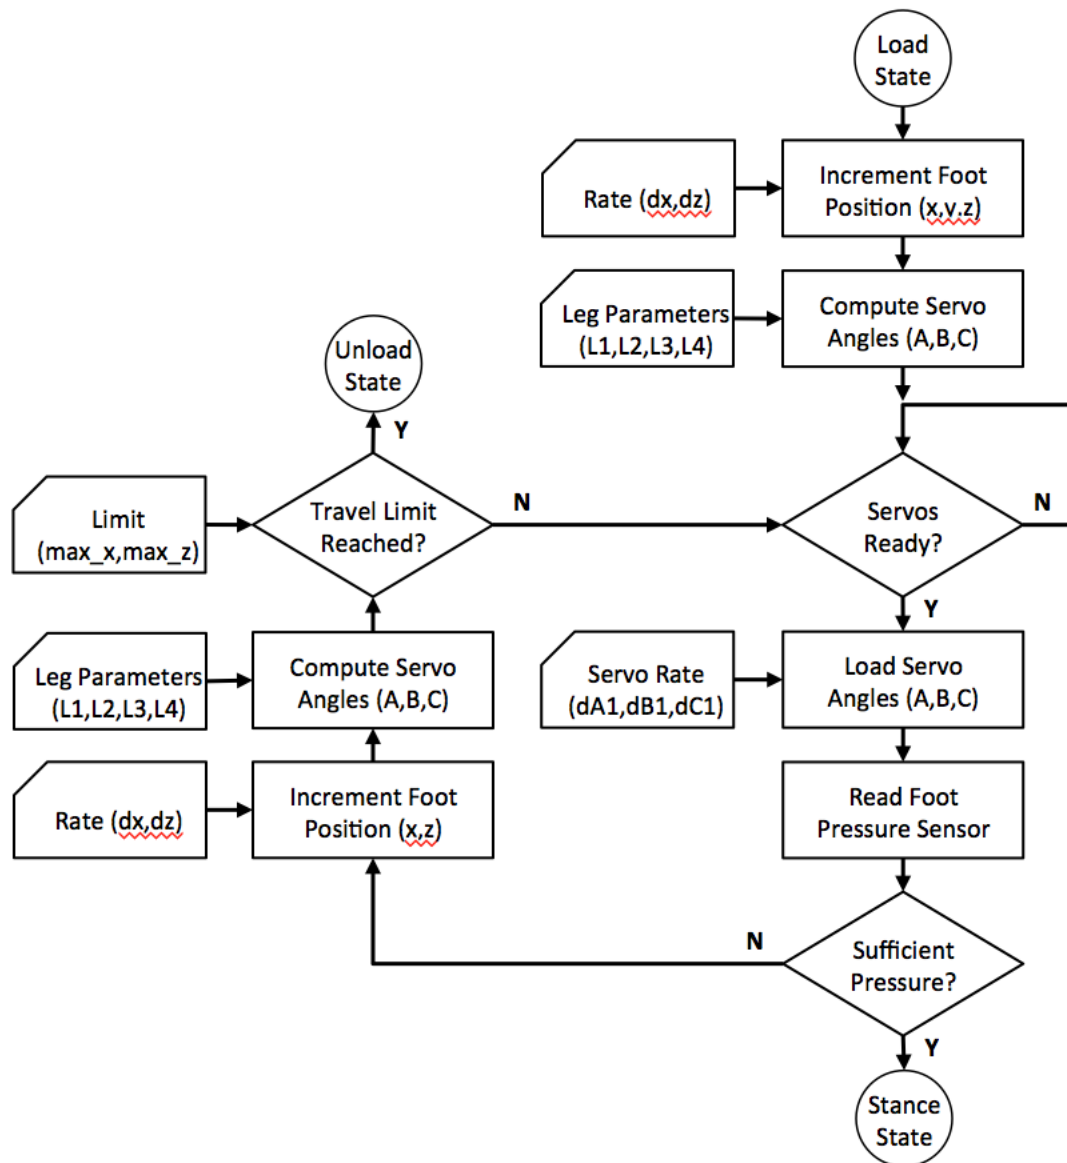 Load
State
Rate (dx,dz)
Increment Foot
Position (x,y.z)
Leg Parameters
(L1,L2,L3,L4)
Compute Servo
Angles (A,B,C)
Unload
State
Y
Limit
(max_x,max_z)
Travel Limit
Reached?
N
Servos
Ready?
N
Y
Leg Parameters
(L1,L2,L3,L4)
Compute Servo
Angles (A,B,C)
Servo Rate
(dA1,dB1,dC1)
Load Servo
Angles (A,B,C)
Rate (dx,dz)
Increment Foot
Position (x,z)
Read Foot
Pressure Sensor
N
Sufficient
Pressure?
Y
Stance
State